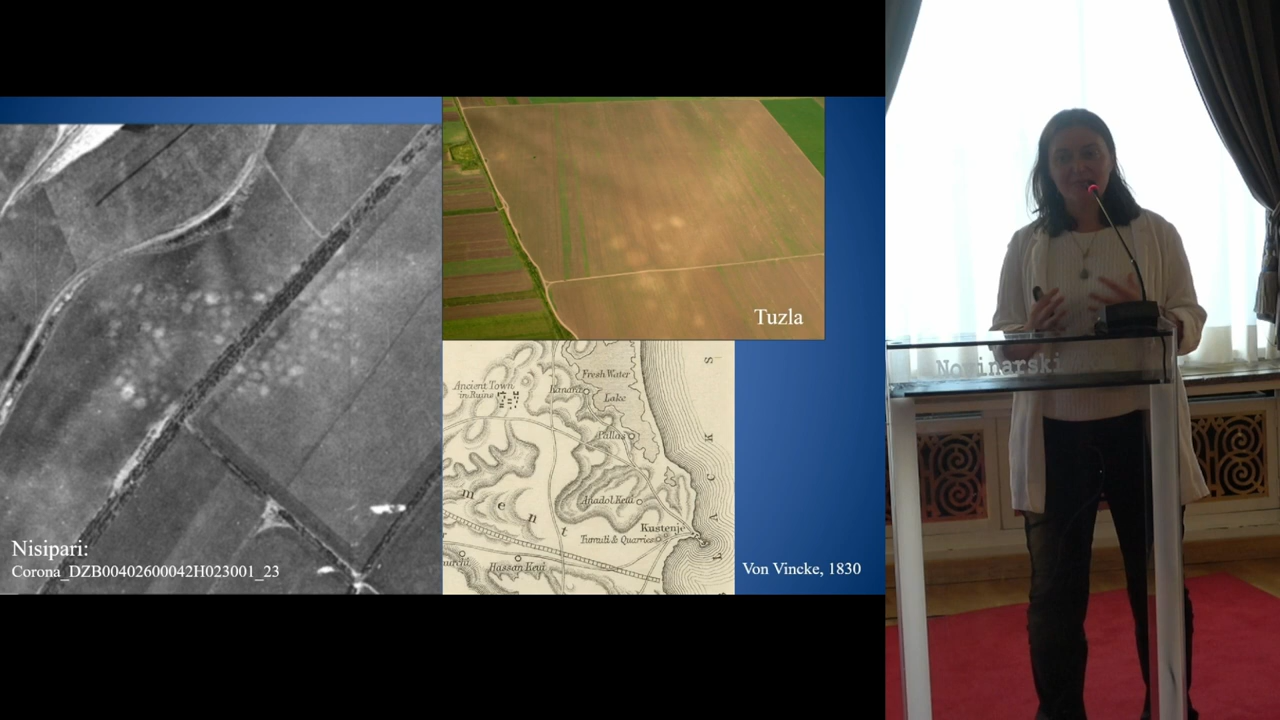 Nisipari:
Corona_DZB00402600042H023001_23
Tuzla
Ancient Town
in Ruins
Fresh Water
Lake
Kanara
Pallas
Anadol Keui
Kustenje
Tumuli & Quarries
Hassan Keui
m e n t
S
K
C
A
Von Vincke, 1830
Novinarski